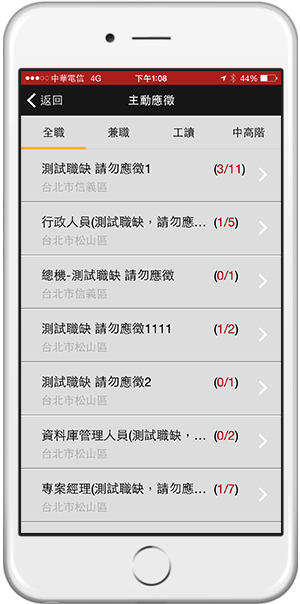 中華電信 4G 下午1:08 44%
返回 主動應徵
全職 兼職 工讀 中高階
測試職缺 請勿應徵1 (3/11)
台北市信義區
行政人員(測試職缺，請勿應... (1/5)
台北市松山區
總機-測試職缺 請勿應徵 (0/1)
台北市信義區
測試職缺 請勿應徵1111 (1/2)
台北市松山區
測試職缺 請勿應徵2 (0/1)
台北市松山區
資料庫管理人員(測試職缺，... (0/2)
台北市松山區
專案經理(測試職缺，請勿應... (1/7)
台北市松山區